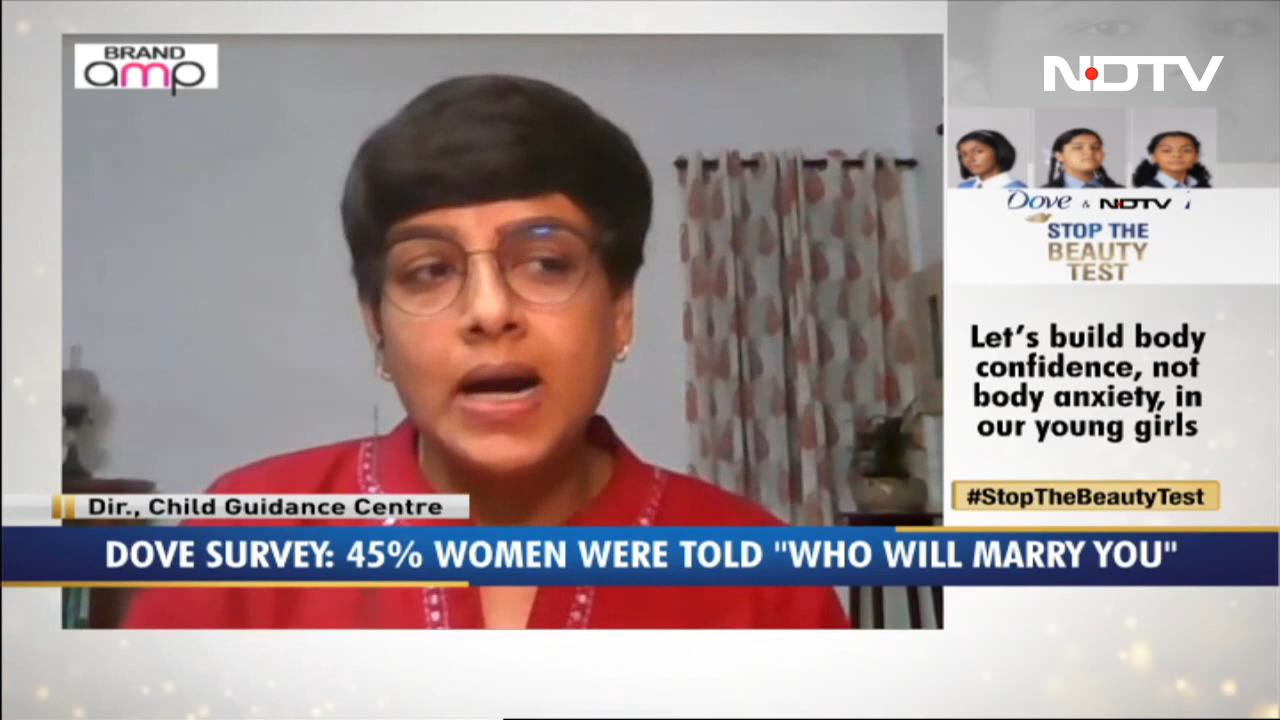 BRAND
amp
NDTV
Dove & NDTV
STOP THE
BEAUTY
TEST
Let's build body
confidence, not
body anxiety, in
our young girls
#StopTheBeautyTest
Dir., Child Guidance Centre
DOVE SURVEY: 45% WOMEN WERE TOLD "WHO WILL MARRY YOU"